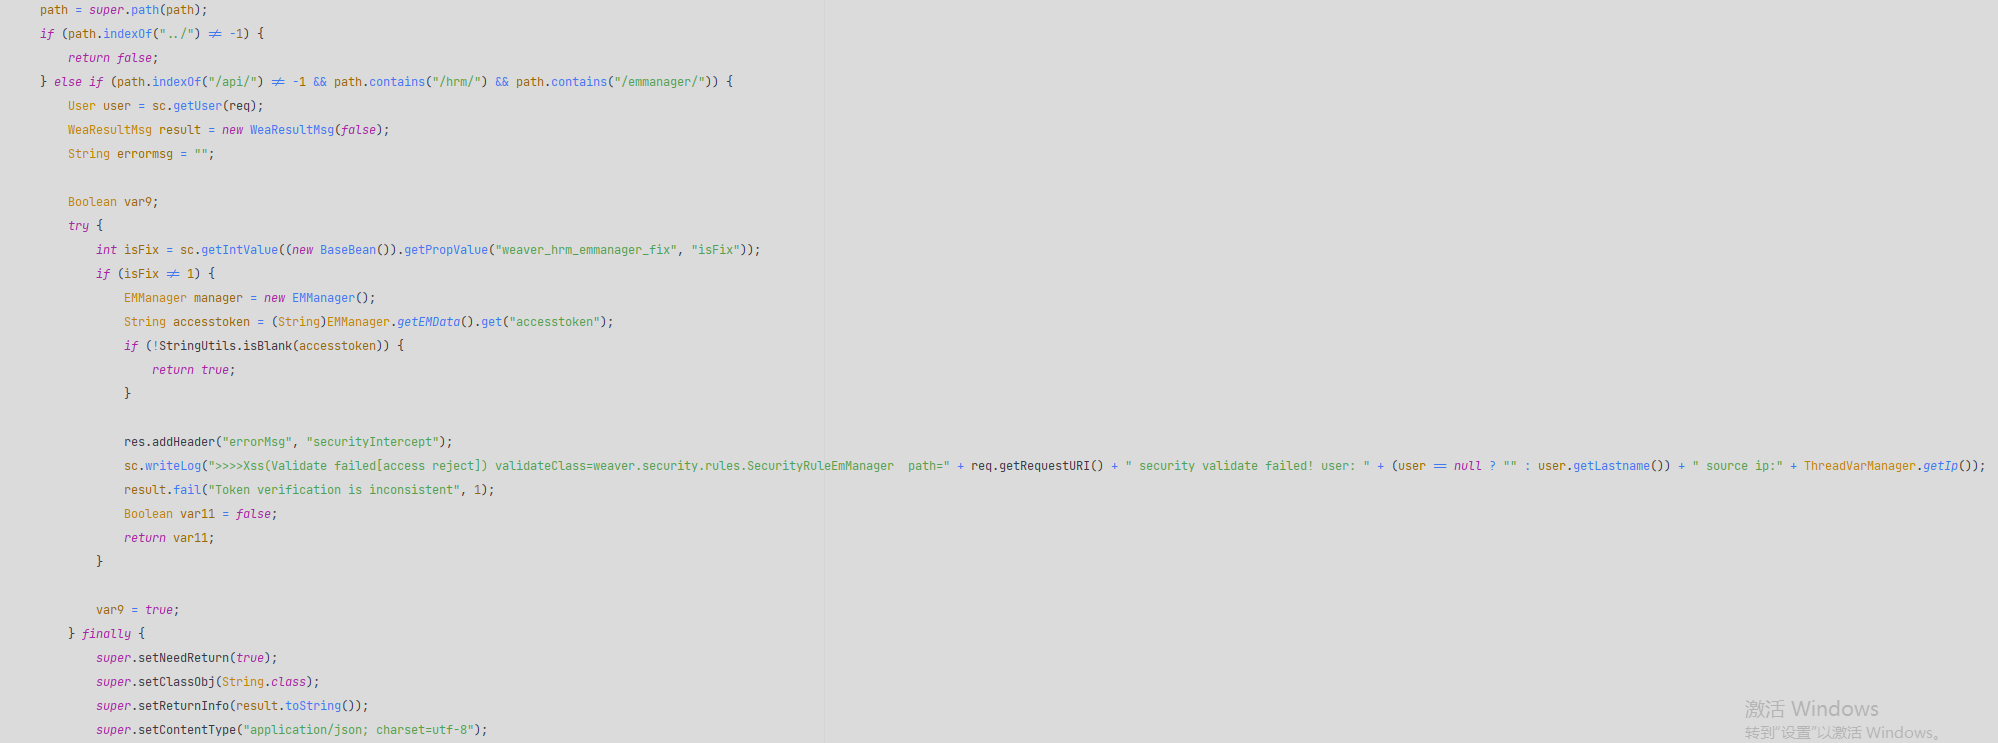 path = super.path(path);
if (path.indexOf("../") ≠ -1) {
return false;
} else if (path.indexOf("/api/") ≠ -1 && path.contains("/hrm/") && path.contains("/emmanager/")) {
User user = sc.getUser(req);
WeaResultMsg result = new WeaResultMsg(false);
String errormsg = "";
Boolean var9;
try {
int isFix = sc.getIntValue((new BaseBean()).getPropValue("weaver_hrm_emmanager_fix", "isFix"));
if (isFix ≠ 1) {
EMManager manager = new EMManager();
String accesstoken = (String)EMManager.getEMData().get("accesstoken");
if (!StringUtils.isBlank(accesstoken)) {
return true;
}
res.addHeader("errorMsg", "securityIntercept");
sc.writeLog(">>>>Xss(Validate failed[access reject]) validateClass=weaver.security.rules.SecurityRuleEmManager  path=" + req.getRequestURI() + " security validate failed! user: " + (user == null ? "" : user.getLastname()) + " source ip:" + ThreadVarManager.getIp());
result.fail("Token verification is inconsistent", 1);
Boolean var11 = false;
return var11;
}
var9 = true;
} finally {
super.setNeedReturn(true);
super.setClassObj(String.class);
super.setReturnInfo(result.toString());
super.setContentType("application/json; charset=utf-8");
激活 Windows
转到"设置"以激活 Windows。